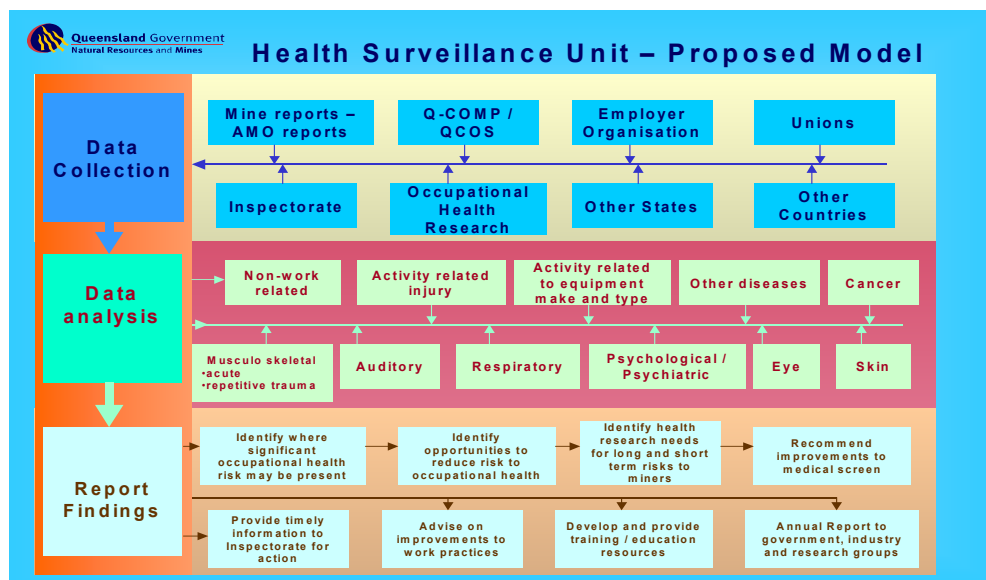 Queensland Government
Natural Resources and Mines
Health Surveillance Unit – Proposed Model
Data
Collection
Mine reports –
AMO reports
Q-COMP /
QCOS
Employer
Organisation
Unions
Inspectorate
Occupational
Health
Research
Other States
Other
Countries
Data
analysis
Non-work
related
Activity related
injury
Activity related
to equipment
make and type
Other diseases
Cancer
Musculo skeletal
•acute
•repetitive trauma
Auditory
Respiratory
Psychological /
Psychiatric
Eye
Skin
Report
Findings
Identify where
significant
occupational health
risk may be present
Identify
opportunities to
reduce risk to
occupational health
Identify health
research needs
for long and short
term risks to
miners
Recommend
improvements to
medical screen
Provide timely
information to
Inspectorate for
action
Advise on
improvements to
work practices
Develop and provide
training / education
resources
Annual Report to
government, industry
and research groups